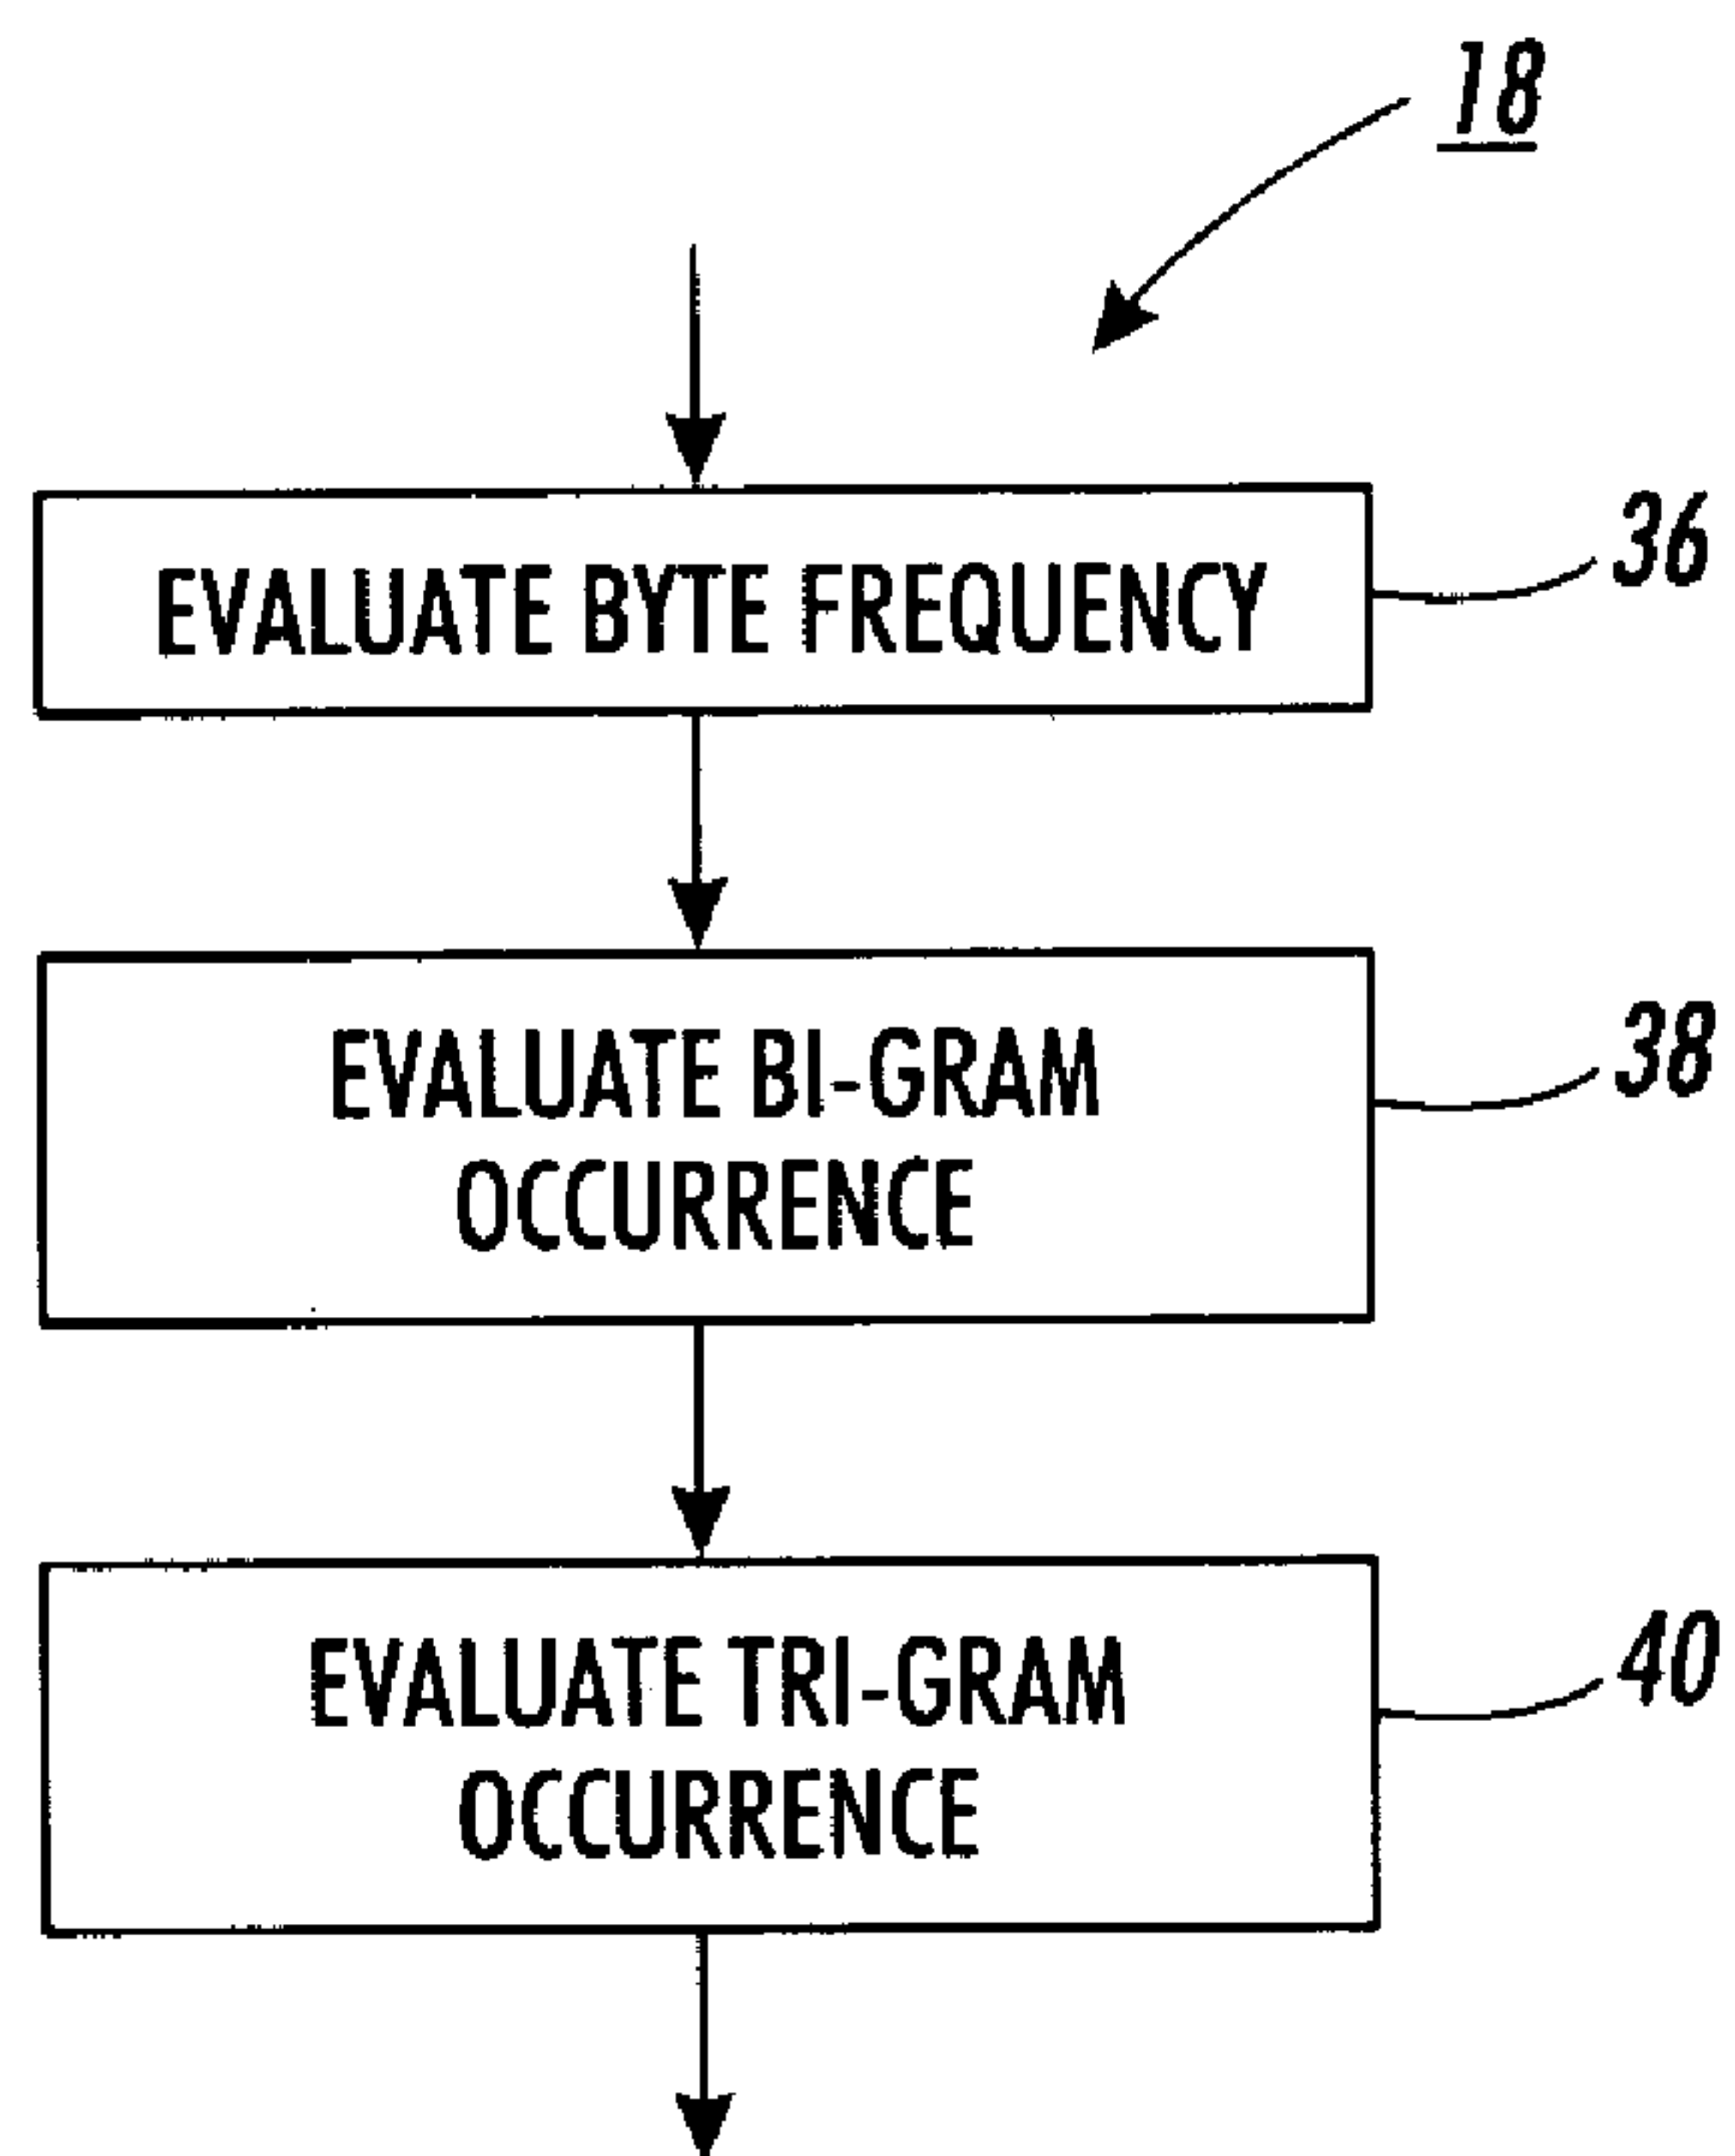 18
EVALUATE BYTE FREQUENCY
36
EVALUATE BI-GRAM
OCCURRENCE
38
EVALUATE TRI-GRAM
OCCURRENCE
40